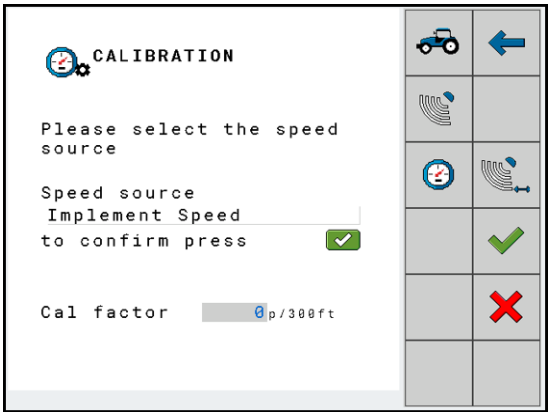 CALIBRATION
Please select the speed
source
Speed source
Implement Speed
to confirm press
Cal factor 0 p/300ft